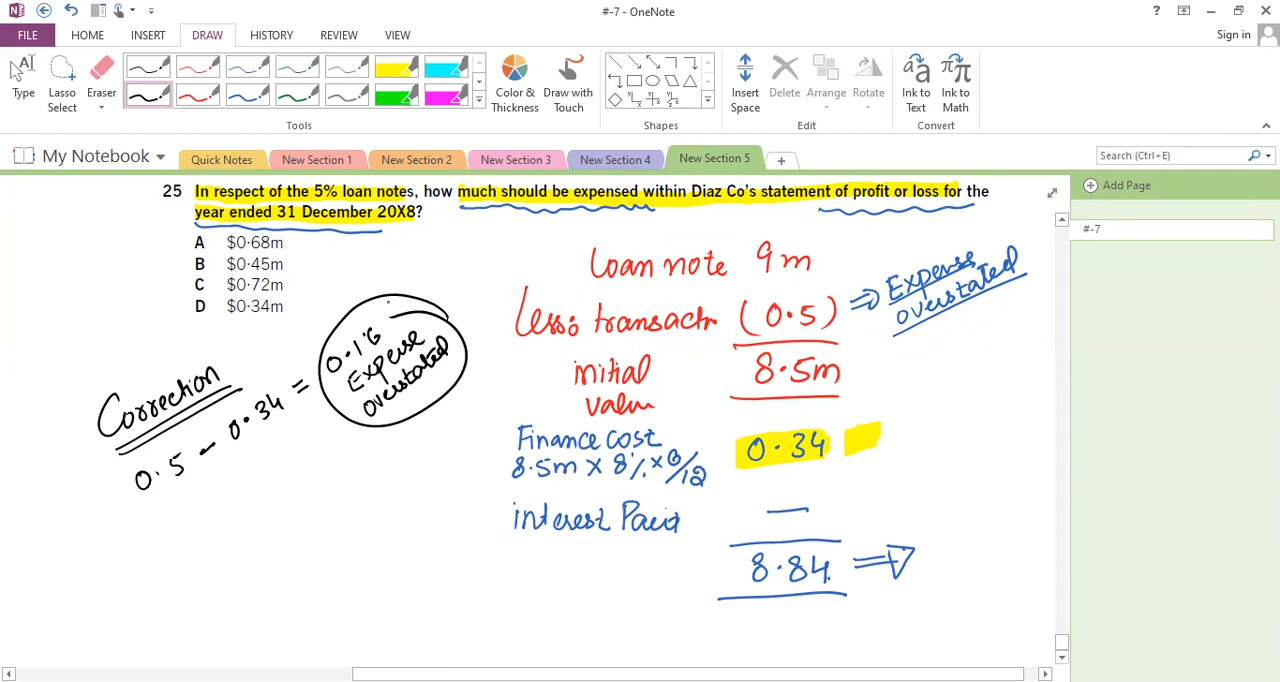 #-7 - OneNote
? 
Sign in
FILE HOME INSERT DRAW HISTORY REVIEW VIEW
Type
Lasso Select
Eraser
Color & Thickness
Draw with Touch
Insert Space
Delete
Arrange
Rotate
Ink to Text
Ink to Math
Tools
Shapes
Edit
Convert
My Notebook
Quick Notes
New Section 1
New Section 2
New Section 3
New Section 4
New Section 5
Search (Ctrl+E)
Add Page
#-7
25 In respect of the 5% loan notes, how much should be expensed within Diaz Co's statement of profit or loss for the
year ended 31 December 20X8?
A $0·68m
B $0·45m
C $0·72m
D $0·34m
Loan note 9m
Less: transactn (0.5) ⇒ Expense overstated
initial value 8.5m
Finance cost 0.34
8.5m x 8% x 6/12
interest Paid —
8.84 ⇒
Correction
0.5 - 0.34 = 0.16
Expense
overstated